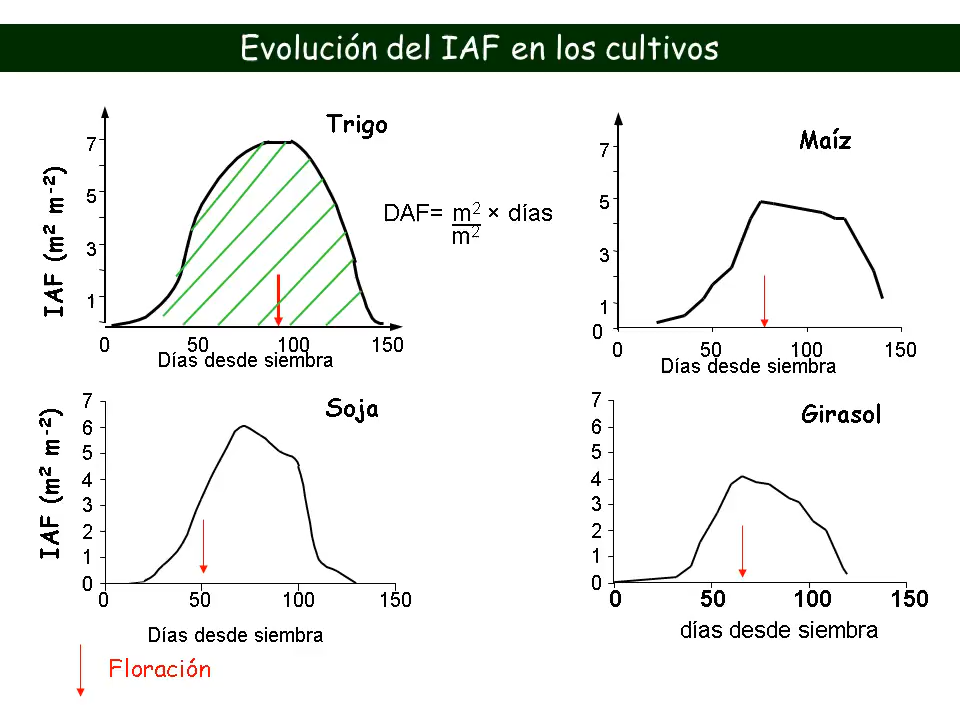 Evolución del IAF en los cultivos
Trigo
IAF (m² m⁻²)
7
5
3
1
0 50 100 150
Días desde siembra
DAF= m² × días
m²
Maíz
7
5
3
1
0
0 50 100 150
Días desde siembra
Soja
IAF (m² m⁻²)
7
6
5
4
3
2
1
0
0 50 100 150
Días desde siembra
Girasol
7
6
5
4
3
2
1
0
0 50 100 150
días desde siembra
Floración